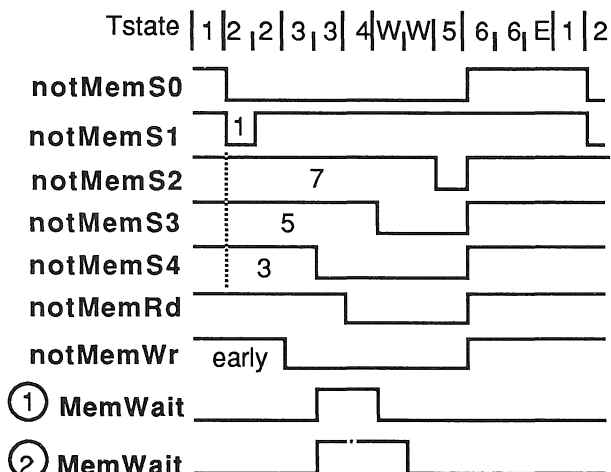 Tstate 1 2 2 3 3 4 W W 5 6 6 E 1 2
notMemS0
notMemS1 1
notMemS2 7
notMemS3 5
notMemS4 3
notMemRd
notMemWr early
1 MemWait
2 MemWait